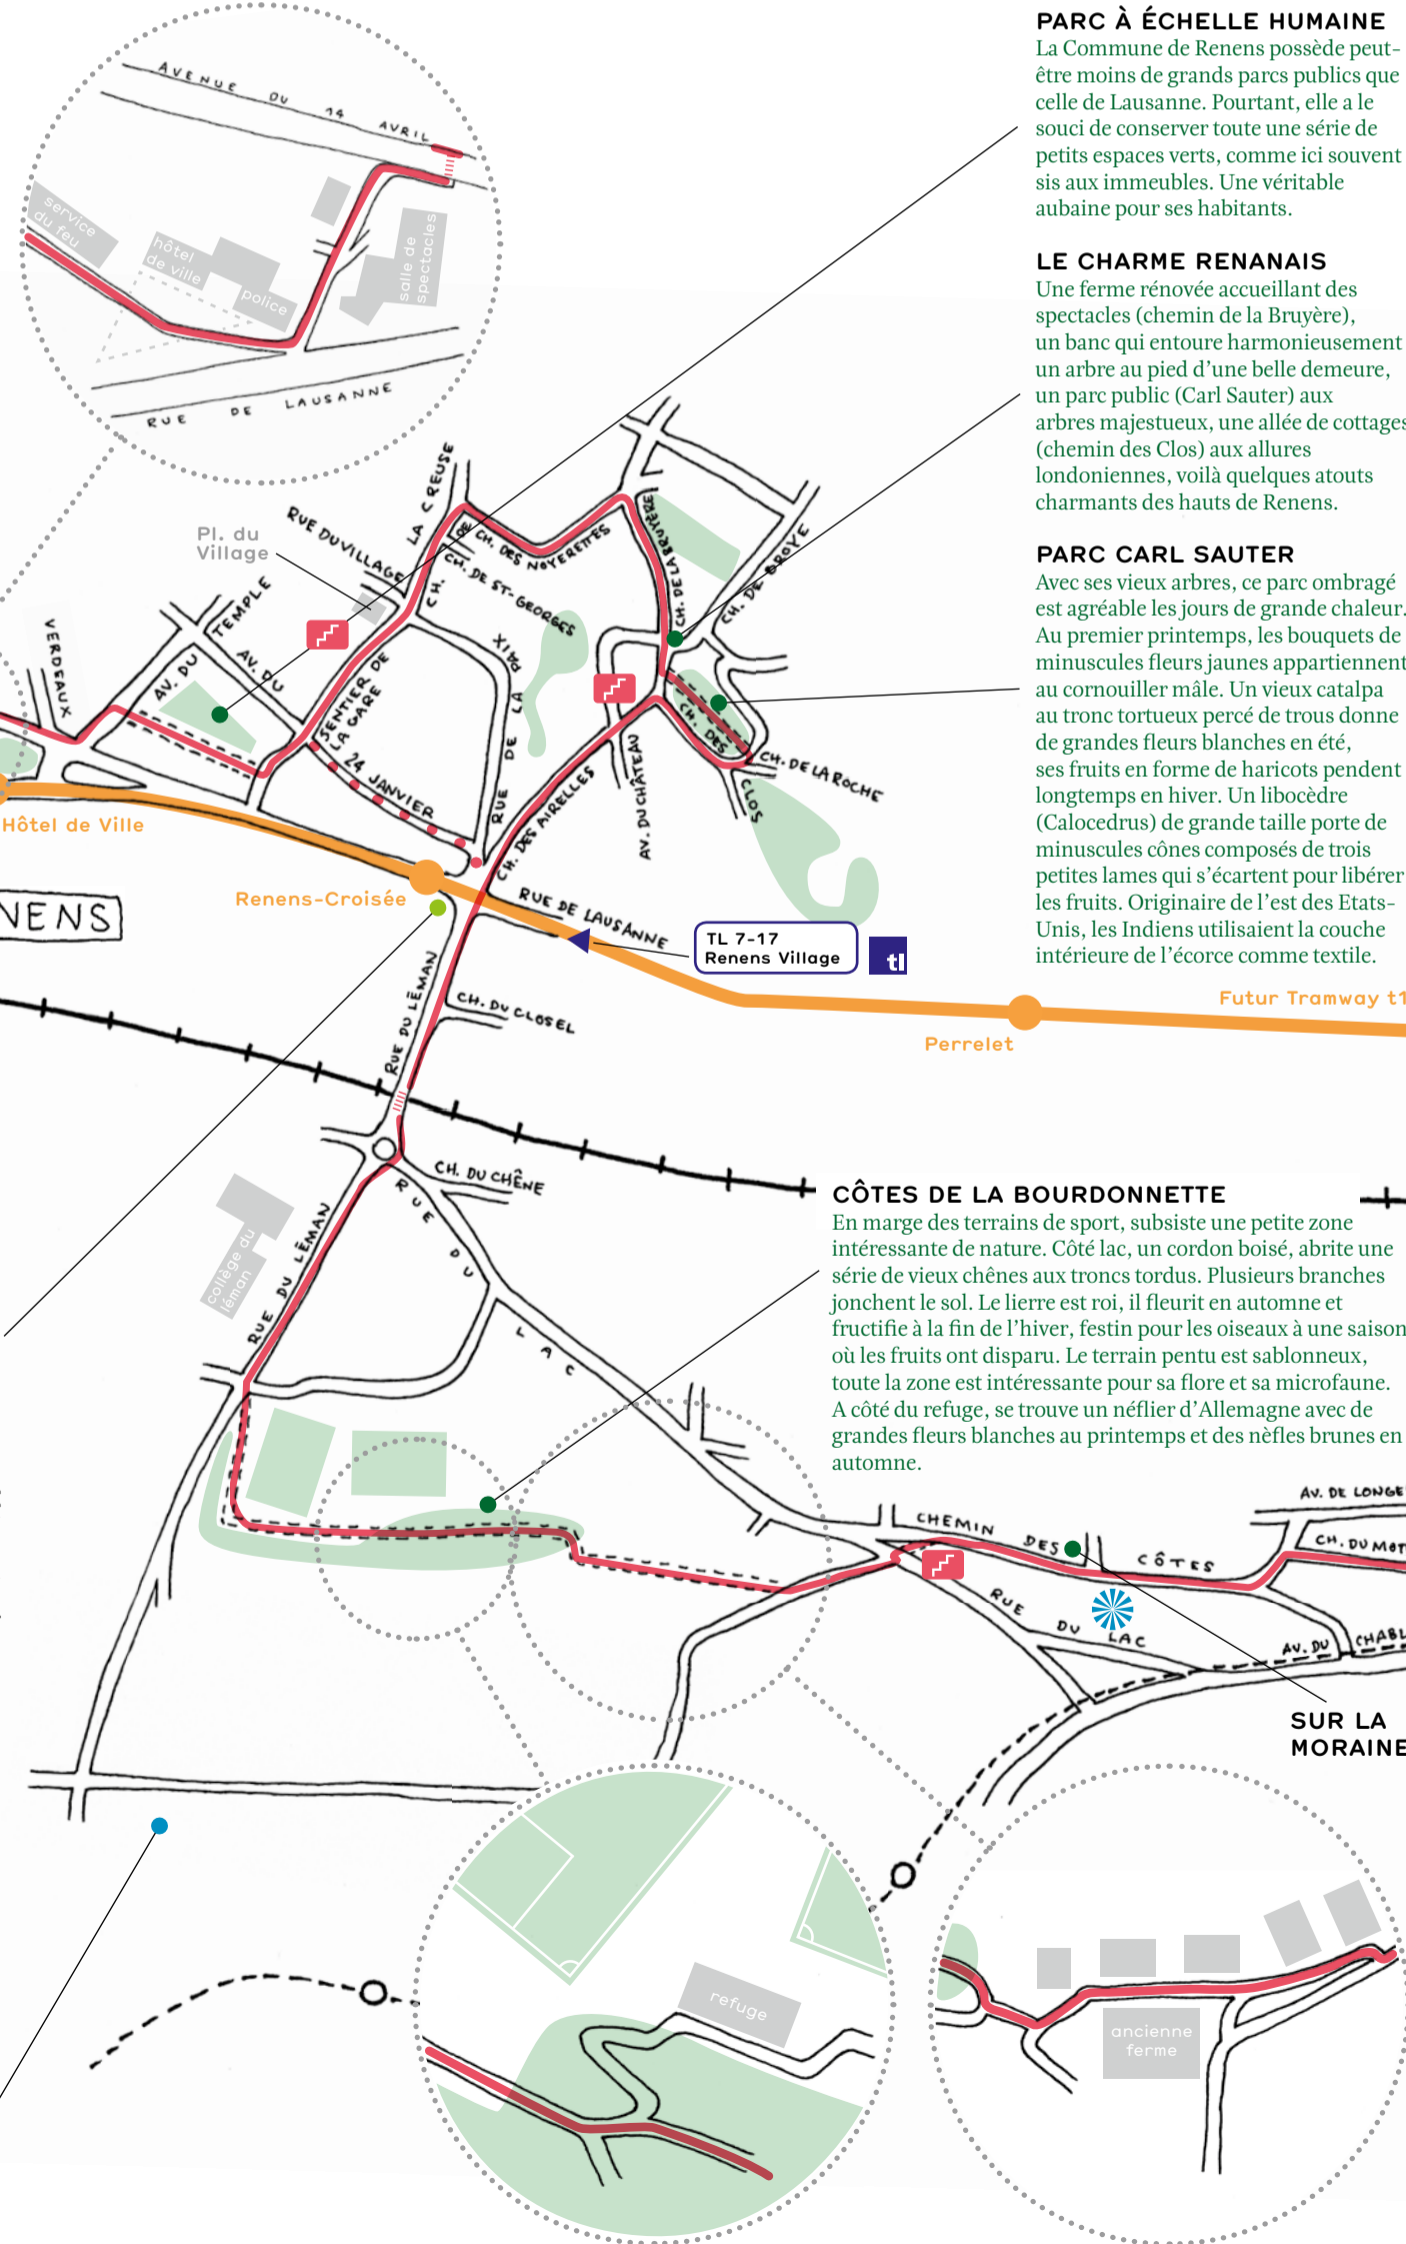 PARC À ÉCHELLE HUMAINE
La Commune de Renens possède peut-
être moins de grands parcs publics que
celle de Lausanne. Pourtant, elle a le
souci de conserver toute une série de
petits espaces verts, comme ici souvent
sis aux immeubles. Une véritable
aubaine pour ses habitants.
LE CHARME RENANAIS
Une ferme rénovée accueillant des
spectacles (chemin de la Bruyère),
un banc qui entoure harmonieusement
un arbre au pied d'une belle demeure,
un parc public (Carl Sauter) aux
arbres majestueux, une allée de cottages
(chemin des Clos) aux allures
londoniennes, voilà quelques atouts
charmants des hauts de Renens.
PARC CARL SAUTER
Avec ses vieux arbres, ce parc ombragé
est agréable les jours de grande chaleur.
Au premier printemps, les bouquets de
minuscules fleurs jaunes appartiennent
au cornouiller mâle. Un vieux catalpa
au tronc tortueux percé de trous donne
de grandes fleurs blanches en été,
ses fruits en forme de haricots pendent
longtemps en hiver. Un libocèdre
(Calocedrus) de grande taille porte de
minuscules cônes composés de trois
petites lames qui s'écartent pour libérer
les fruits. Originaire de l'est des Etats-
Unis, les Indiens utilisaient la couche
intérieure de l'écorce comme textile.
AVENUE DU 14 AVRIL
service
du feu
hôtel
de ville
police
salle de
spectacles
RUE DE LAUSANNE
LA CREUSE
RUE DU VILLAGE
Pl. du
Village
CH. DE
CH. DES NOYERETTES
CH. DE ST-GEORGES
CH. DE LA BRUYÈRE
CH. DE BROYE
TEMPLE
AV. DU
AV. DU
VERDEAUX
SENTIER DE
LA GARE
24 JANVIER
RUE DE LA PAIX
CH. DES AIRELLES
AV. DU CHÂTEAU
CH. DES
CLOS
CH. DE LA ROCHE
Hôtel de Ville
Renens-Croisée
NENS
RUE DE LAUSANNE
TL 7-17
Renens Village
tl
Futur Tramway t1
Perrelet
RUE DU LÉMAN
CH. DU CLOSEL
CH. DU CHÊNE
RUE DU LAC
collège du
léman
RUE DU LÉMAN
CÔTES DE LA BOURDONNETTE
En marge des terrains de sport, subsiste une petite zone
intéressante de nature. Côté lac, un cordon boisé, abrite une
série de vieux chênes aux troncs tordus. Plusieurs branches
jonchent le sol. Le lierre est roi, il fleurit en automne et
fructifie à la fin de l'hiver, festin pour les oiseaux à une saison
où les fruits ont disparu. Le terrain pentu est sablonneux,
toute la zone est intéressante pour sa flore et sa microfaune.
A côté du refuge, se trouve un néflier d'Allemagne avec de
grandes fleurs blanches au printemps et des nèfles brunes en
automne.
AV. DE LONGE
CHEMIN DES CÔTES
CH. DU MOT
RUE DU LAC
AV. DU CHABL
SUR LA
MORAINE
refuge
ancienne
ferme